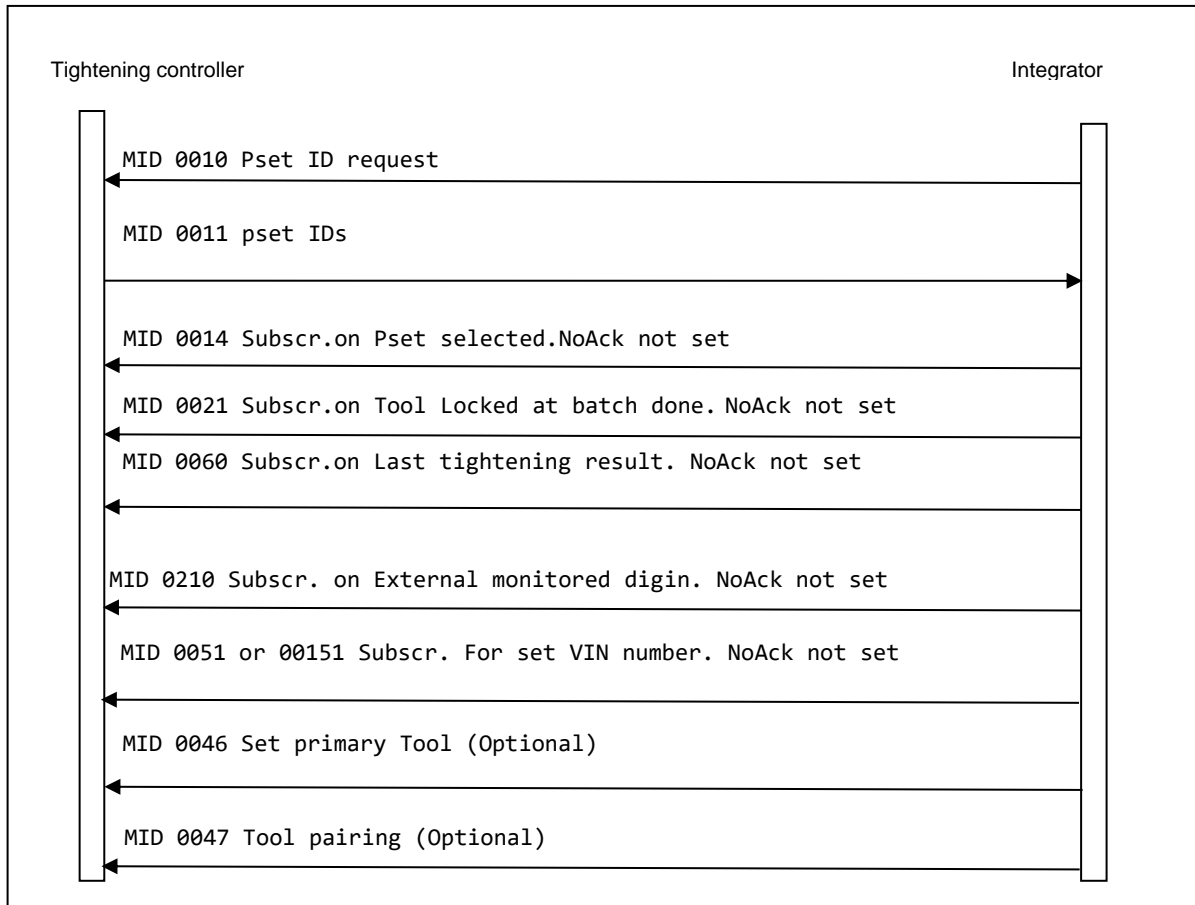 Tightening controller
Integrator
MID 0010 Pset ID request
MID 0011 pset IDs
MID 0014 Subscr.on Pset selected.NoAck not set
MID 0021 Subscr.on Tool Locked at batch done. NoAck not set
MID 0060 Subscr.on Last tightening result. NoAck not set
MID 0210 Subscr. on External monitored digin. NoAck not set
MID 0051 or 00151 Subscr. For set VIN number. NoAck not set
MID 0046 Set primary Tool (Optional)
MID 0047 Tool pairing (Optional)